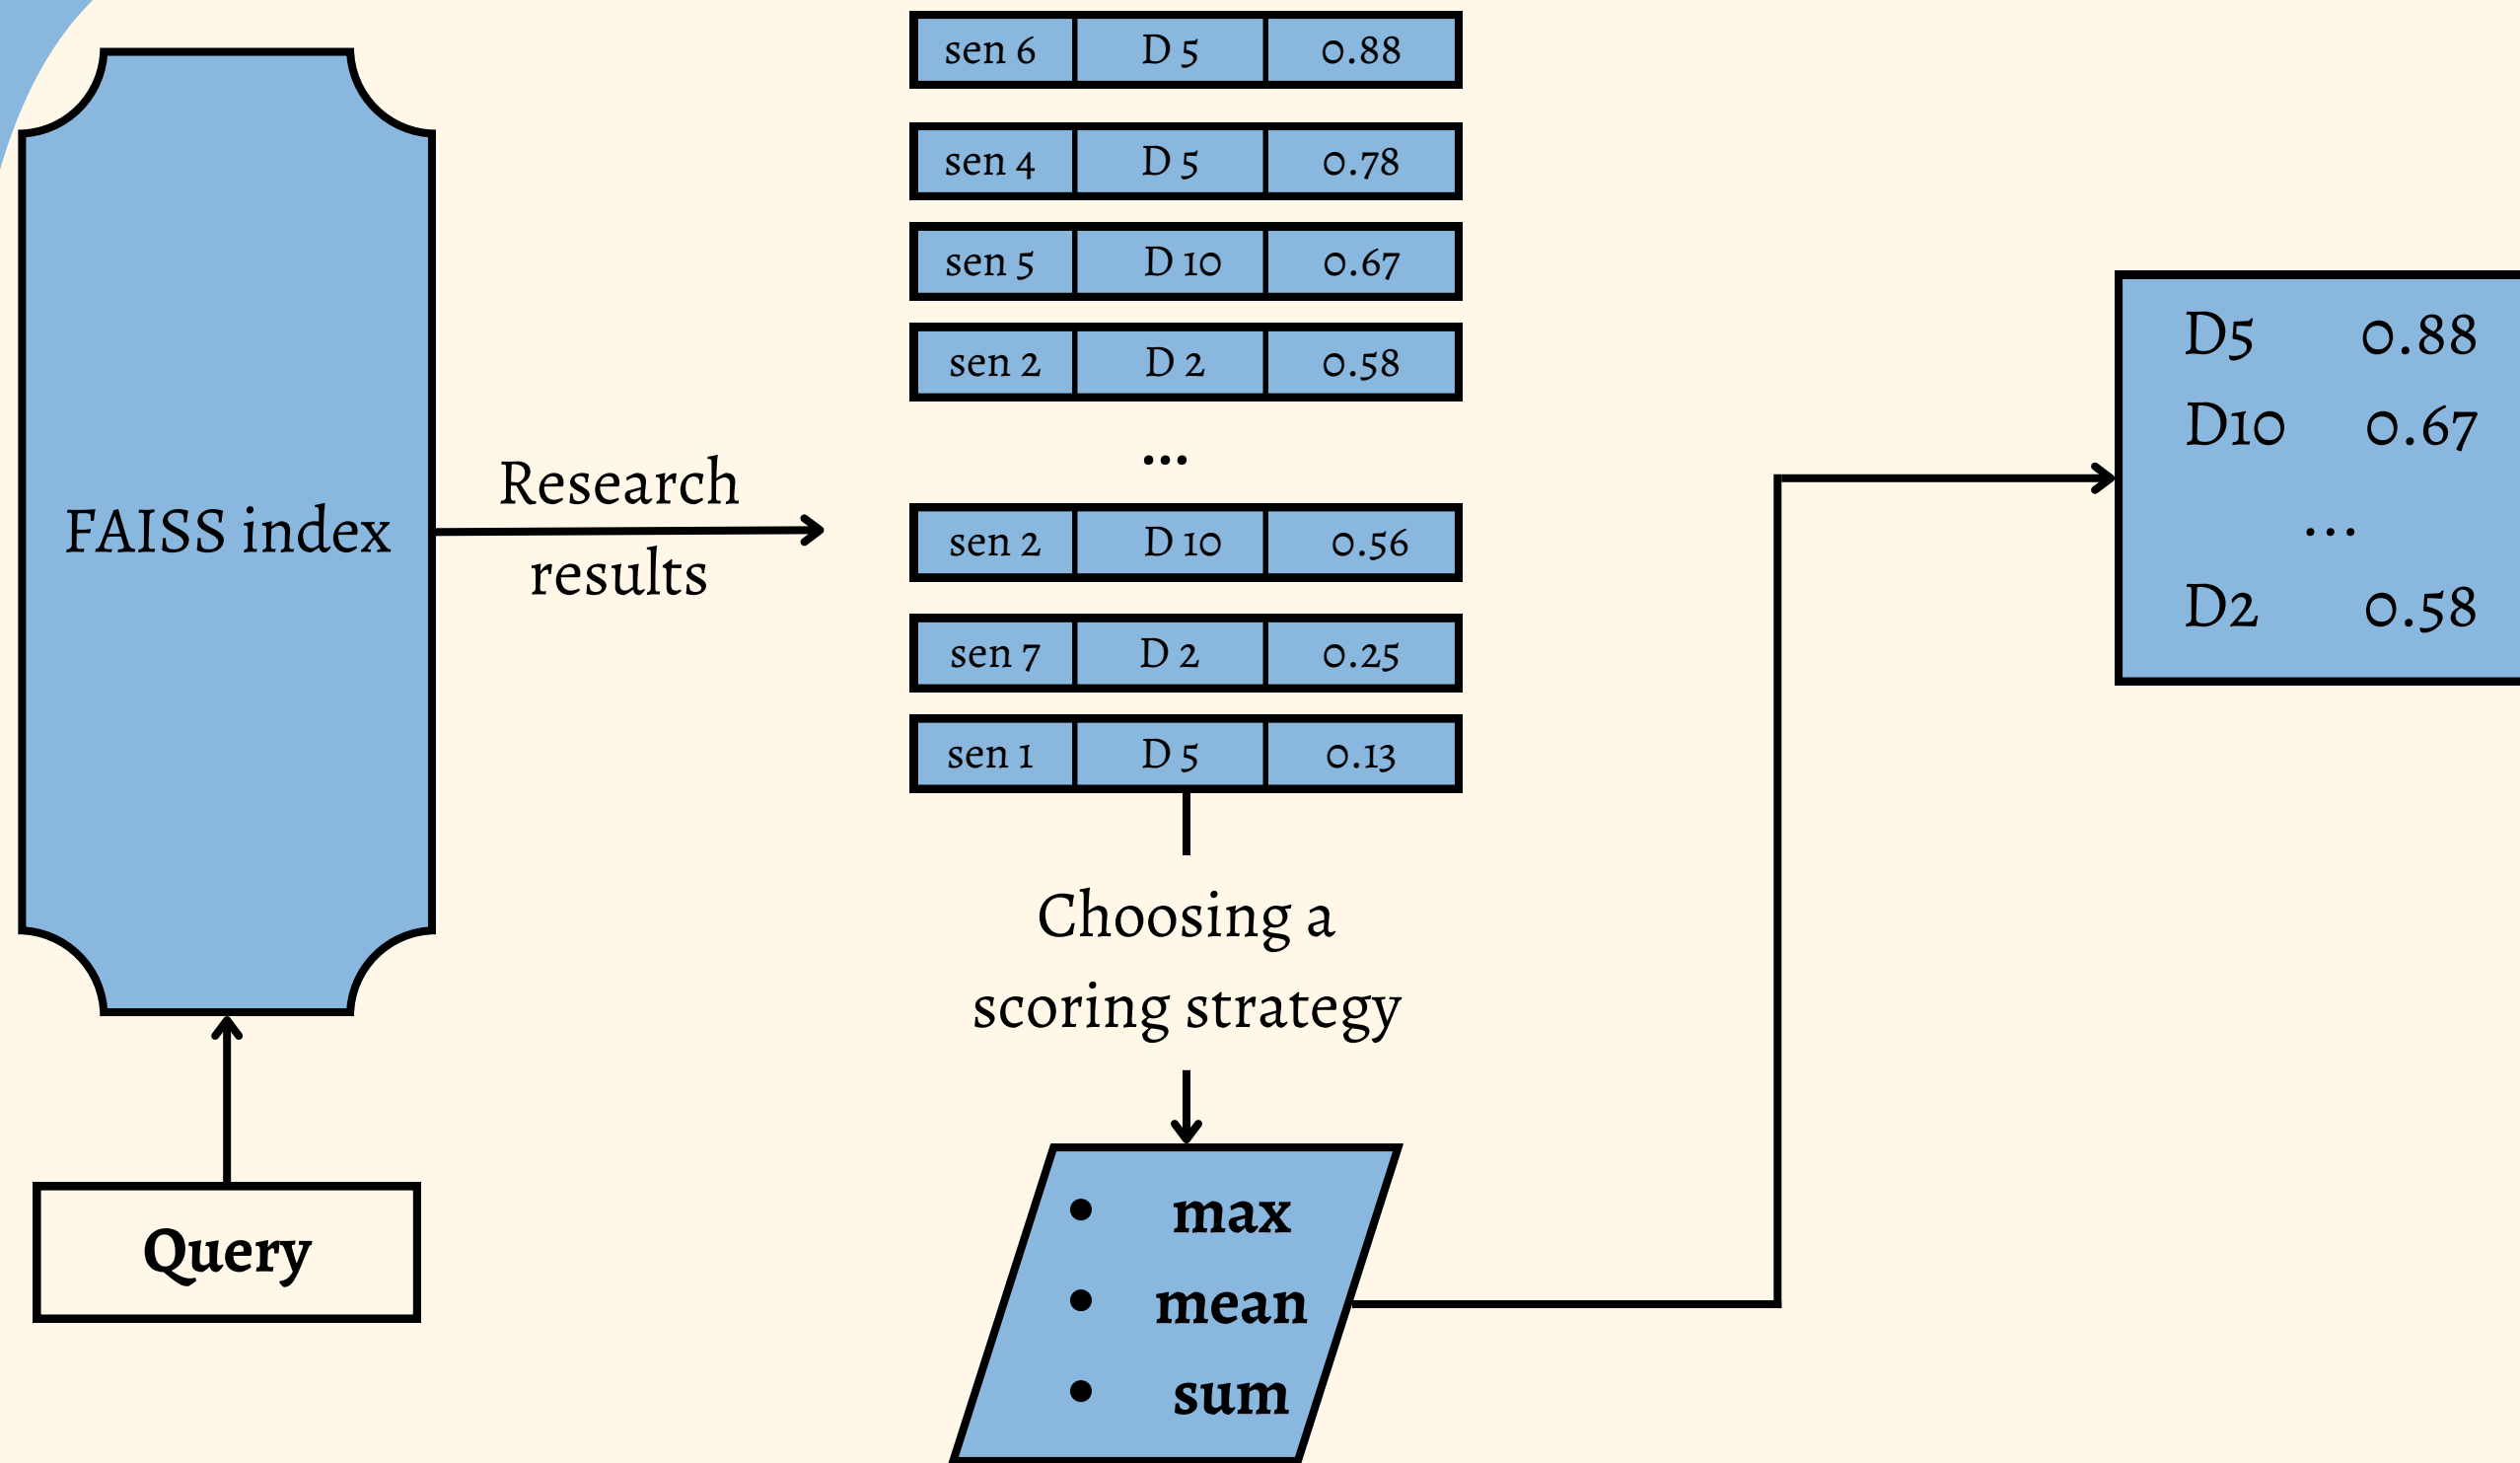 FAISS index
Query
Research
results
sen 6 D 5 0.88
sen 4 D 5 0.78
sen 5 D 10 0.67
sen 2 D 2 0.58
...
sen 2 D 10 0.56
sen 7 D 2 0.25
sen 1 D 5 0.13
Choosing a
scoring strategy
• max
• mean
• sum
D5 0.88
D10 0.67
...
D2 0.58